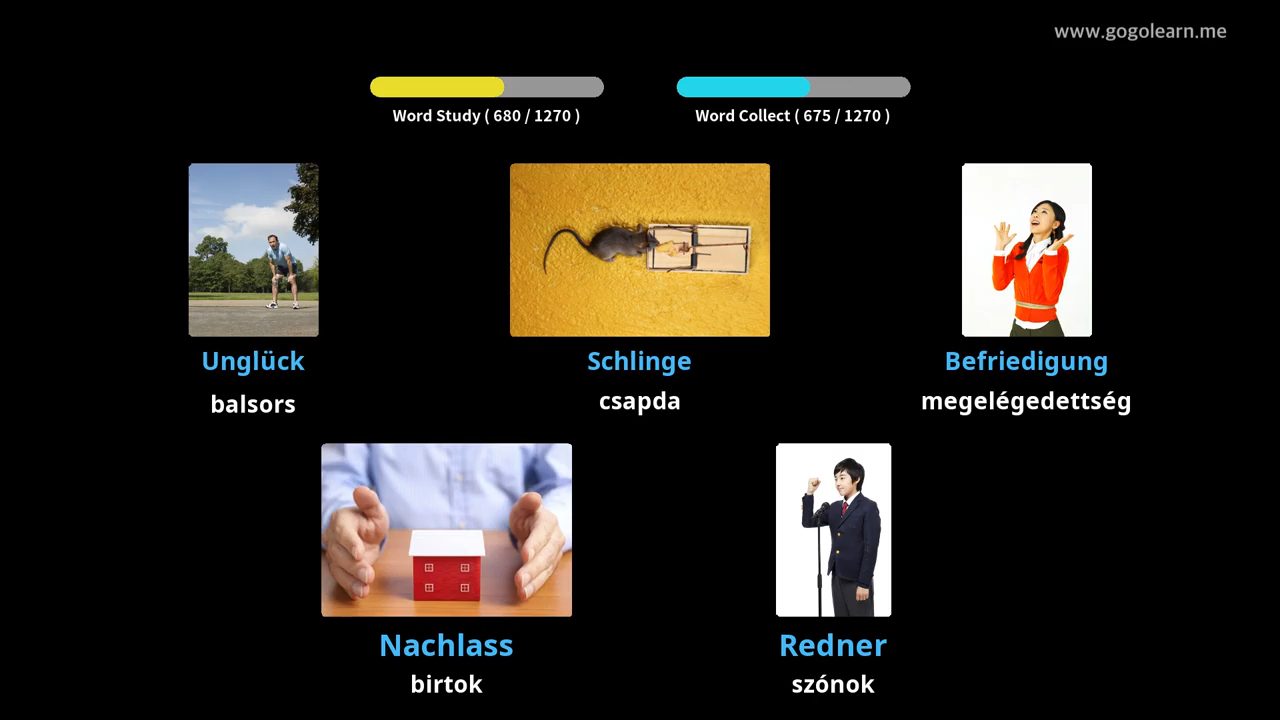 www.gogolearn.me
Word Study ( 680 / 1270 )
Word Collect ( 675 / 1270 )
Unglück
balsors
Schlinge
csapda
Befriedigung
megelégedettség
Nachlass
birtok
Redner
szónok